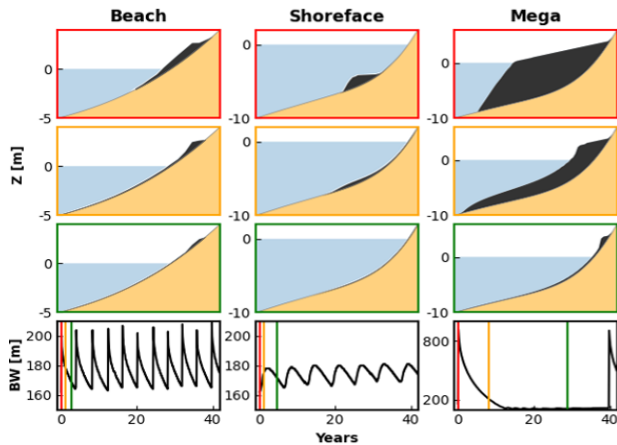 Beach Shoreface Mega
0 0 0
-5 -10 -10
Z [m]
0 0 0
-5 -10 -10
0 0 0
-5 -10 -10
BW [m]
200 200 800
180 180
160 160 200
0 20 40 0 20 40 0 20 40
Years